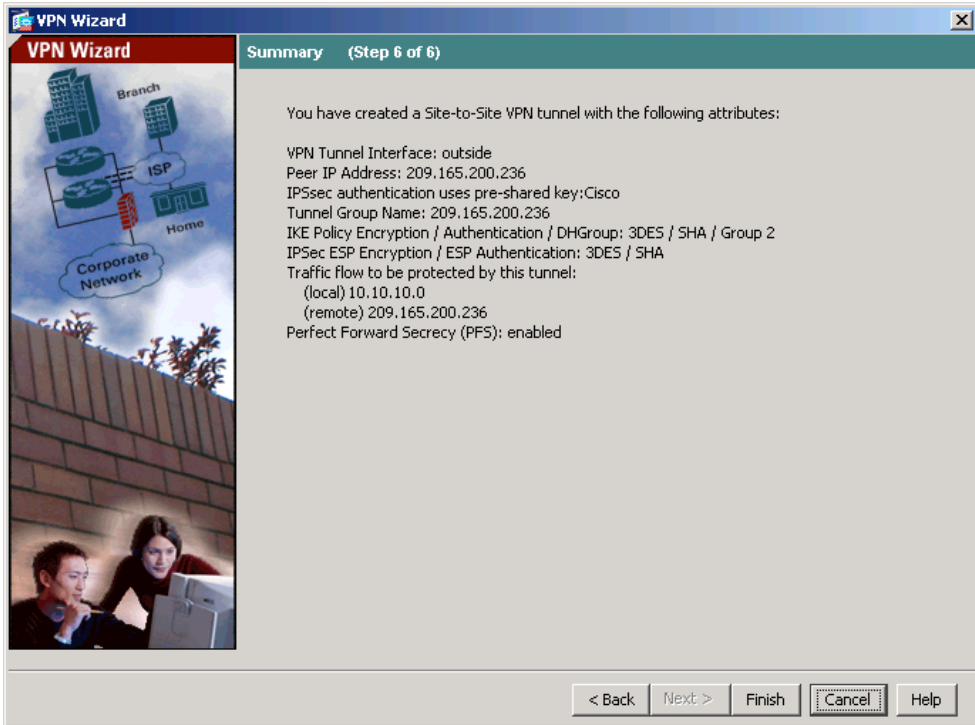 VPN Wizard
VPN Wizard
Summary (Step 6 of 6)
Branch
ISP
Home
Corporate
Network
You have created a Site-to-Site VPN tunnel with the following attributes:
VPN Tunnel Interface: outside
Peer IP Address: 209.165.200.236
IPSsec authentication uses pre-shared key:Cisco
Tunnel Group Name: 209.165.200.236
IKE Policy Encryption / Authentication / DHGroup: 3DES / SHA / Group 2
IPSec ESP Encryption / ESP Authentication: 3DES / SHA
Traffic flow to be protected by this tunnel:
(local) 10.10.10.0
(remote) 209.165.200.236
Perfect Forward Secrecy (PFS): enabled
< Back Next > Finish Cancel Help